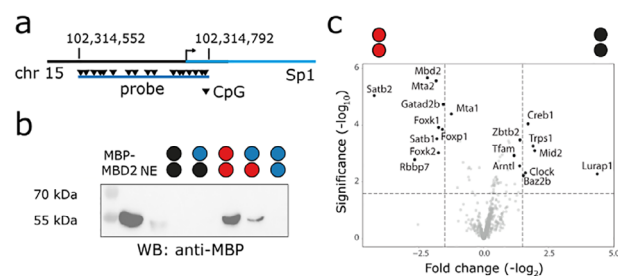 a
102,314,552 102,314,792
chr 15
Sp1
probe
CpG
b
MBP-
MBD2 NE
70 kDa
55 kDa
WB: anti-MBP
c
Significance (-log10)
6
4
2
0
-2.5
0.0
2.5
5.0
Fold change (-log2)
Mbd2
Mta2
Satb2
Gatad2b
Mta1
Foxk1
Foxp1
Satb1
Foxk2
Rbbp7
Creb1
Zbtb2
Trps1
Tfam
Mid2
Arntl
Clock
Baz2b
Lurap1